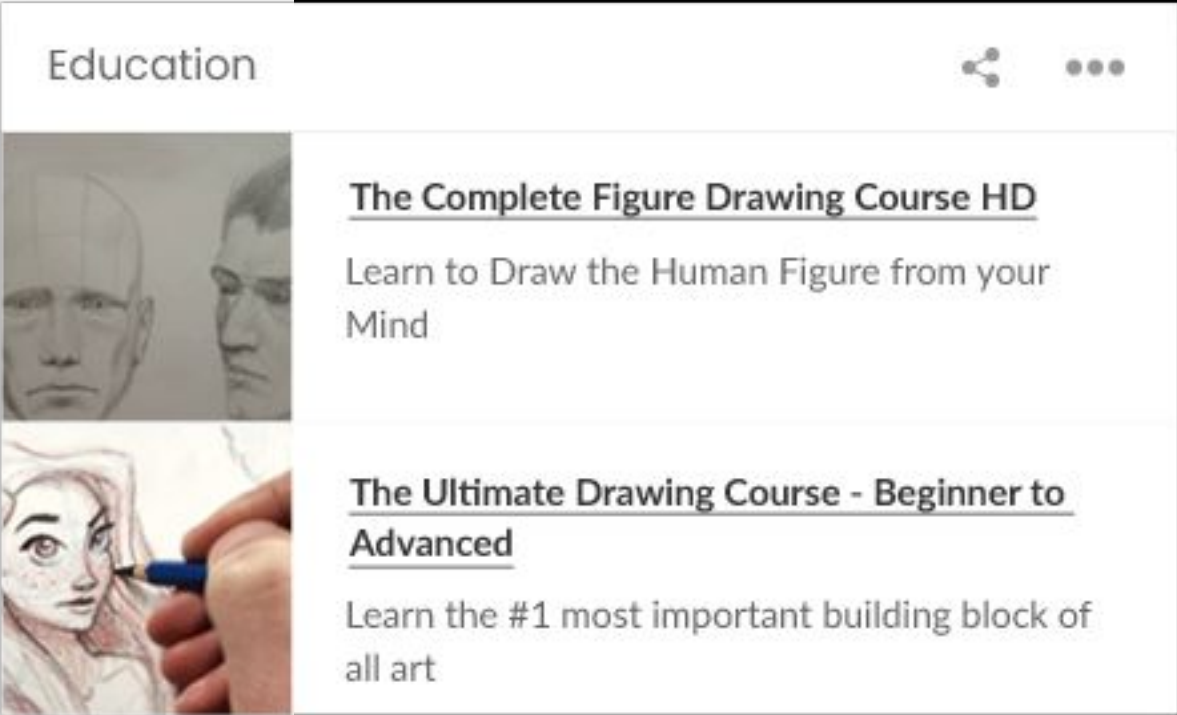 Education
The Complete Figure Drawing Course HD
Learn to Draw the Human Figure from your
Mind
The Ultimate Drawing Course - Beginner to
Advanced
Learn the #1 most important building block of
all art